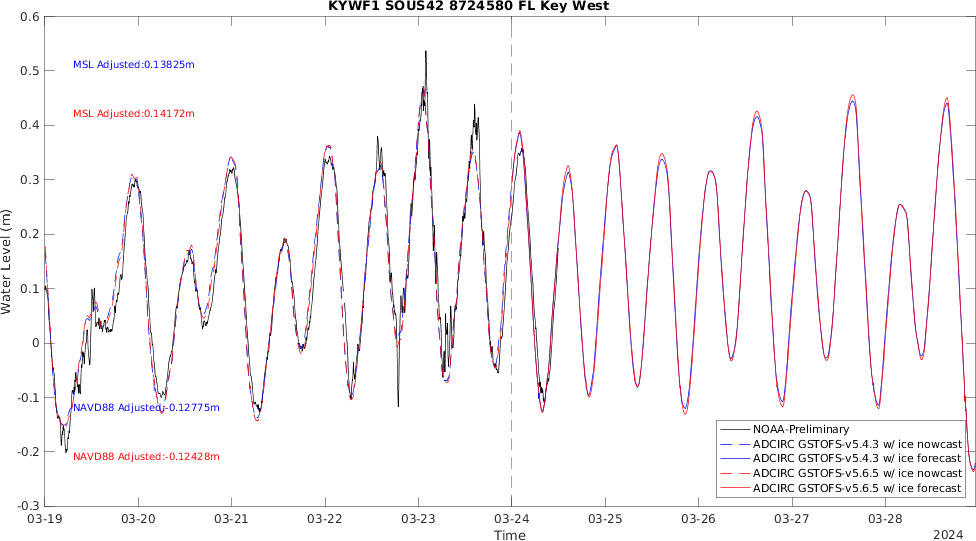 KYWF1 SOUS42 8724580 FL Key West
0.6
0.5
0.4
0.3
0.2
0.1
0
-0.1
-0.2
-0.3
Water Level (m)
MSL Adjusted:0.13825m
MSL Adjusted:0.14172m
NAVD88 Adjusted:-0.12775m
NAVD88 Adjusted:-0.12428m
NOAA-Preliminary
ADCIRC GSTOFS-v5.4.3 w/ ice nowcast
ADCIRC GSTOFS-v5.4.3 w/ ice forecast
ADCIRC GSTOFS-v5.6.5 w/ ice nowcast
ADCIRC GSTOFS-v5.6.5 w/ ice forecast
03-19 03-20 03-21 03-22 03-23 03-24 03-25 03-26 03-27 03-28
Time
2024